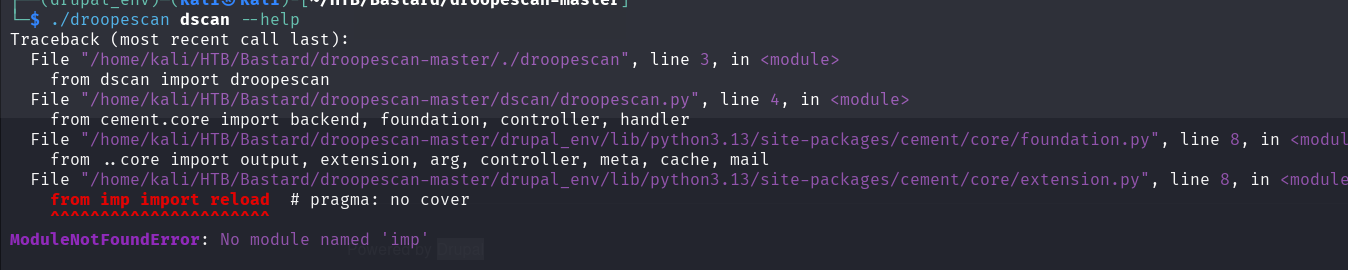 (drupal_env)-(kali㉿kali)-[~/HTB/Bastard/droopescan-master]
└─$ ./droopescan dscan --help
Traceback (most recent call last):
  File "/home/kali/HTB/Bastard/droopescan-master/./droopescan", line 3, in <module>
    from dscan import droopescan
  File "/home/kali/HTB/Bastard/droopescan-master/dscan/droopescan.py", line 4, in <module>
    from cement.core import backend, foundation, controller, handler
  File "/home/kali/HTB/Bastard/droopescan-master/drupal_env/lib/python3.13/site-packages/cement/core/foundation.py", line 8, in <modul
    from ..core import output, extension, arg, controller, meta, cache, mail
  File "/home/kali/HTB/Bastard/droopescan-master/drupal_env/lib/python3.13/site-packages/cement/core/extension.py", line 8, in <module
    from imp import reload  # pragma: no cover
    ^^^^^^^^^^^^^^^^^^^^^^
ModuleNotFoundError: No module named 'imp'
Powered by Drupal